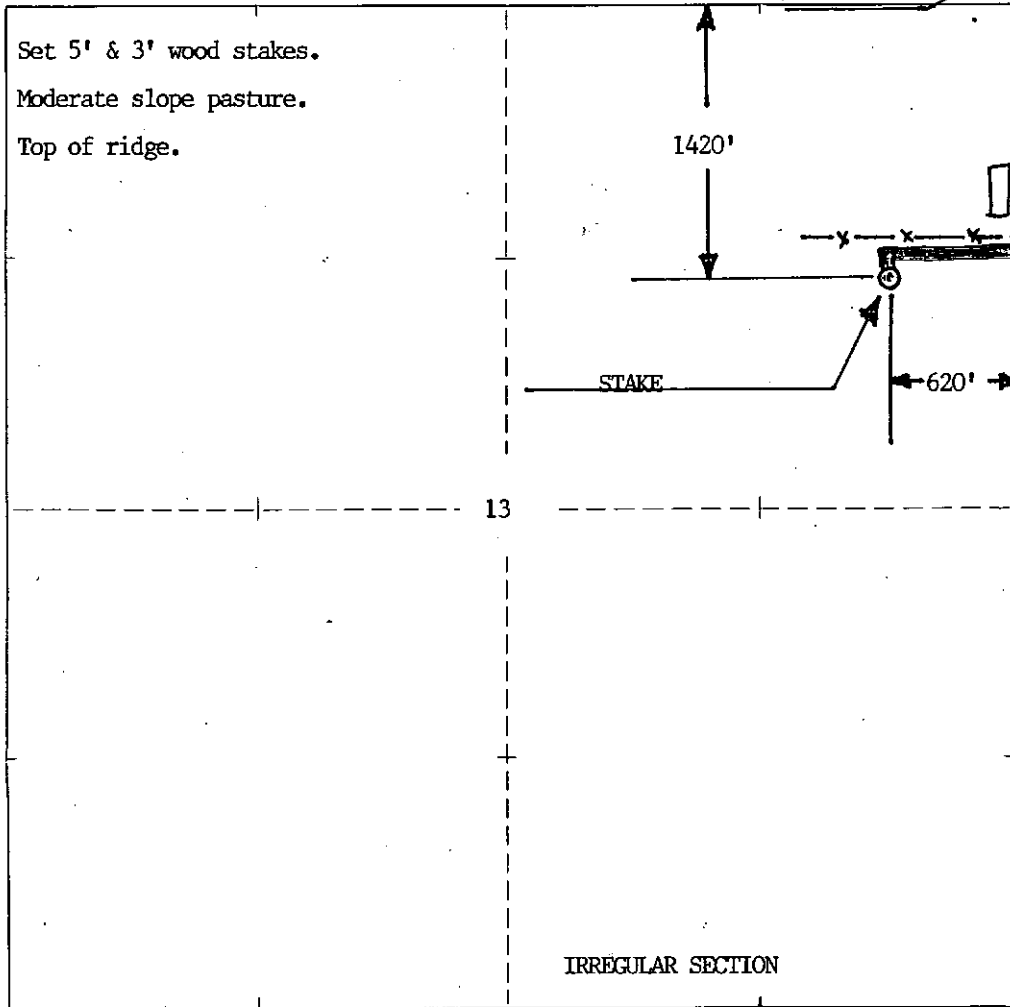 Set 5' & 3' wood stakes.
Moderate slope pasture.
Top of ridge.
1420'
STAKE
620'
13
IRREGULAR SECTION